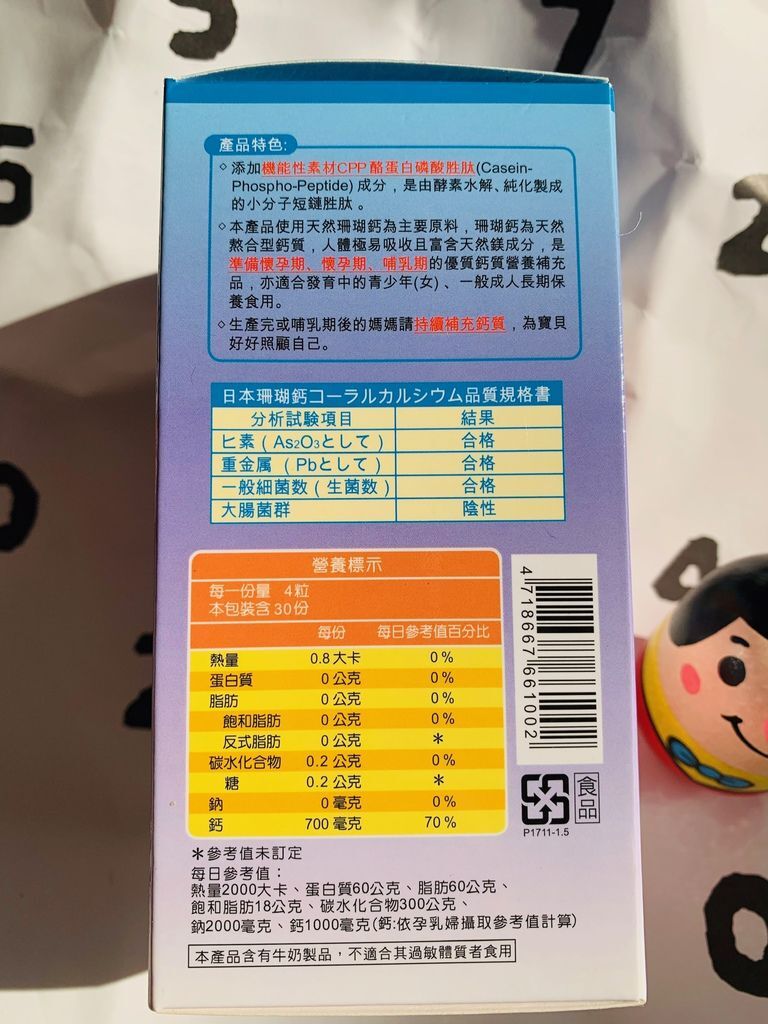 5
7
6
2
產品特色:
◇添加機能性素材CPP酪蛋白磷酸胜肽(Casein-
Phospho-Peptide) 成分，是由酵素水解、純化製成
的小分子短鏈胜肽。
◇本產品使用天然珊瑚鈣為主要原料，珊瑚鈣為天然
熬合型鈣質，人體極易吸收且富含天然鎂成分，是
準備懷孕期、懷孕期、哺乳期的優質鈣質營養補充
品，亦適合發育中的青少年(女)、一般成人長期保
養食用。
◇生產完或哺乳期後的媽媽請持續補充鈣質，為寶貝
好好照顧自己。
日本珊瑚鈣コーラルカルシウム品質規格書
分析試験項目 結果
ヒ素 ( As₂O₃として ) 合格
重金属 ( Pbとして ) 合格
一般細菌数 ( 生菌数 ) 合格
大腸菌群 陰性
營養標示
每一份量 4粒
本包裝含30份
每份 每日參考值百分比
熱量 0.8大卡 0%
蛋白質 0公克 0%
脂肪 0公克 0%
飽和脂肪 0公克 0%
反式脂肪 0公克 *
碳水化合物 0.2公克 0%
糖 0.2公克 *
鈉 0毫克 0%
鈣 700毫克 70%
4 718667 661002
食品
P1711-1.5
*參考值未訂定
每日參考值：
熱量2000大卡、蛋白質60公克、脂肪60公克、
飽和脂肪18公克、碳水化合物300公克、
鈉2000毫克、鈣1000毫克(鈣:依孕乳婦攝取參考值計算)
本產品含有牛奶製品，不適合其過敏體質者食用
0